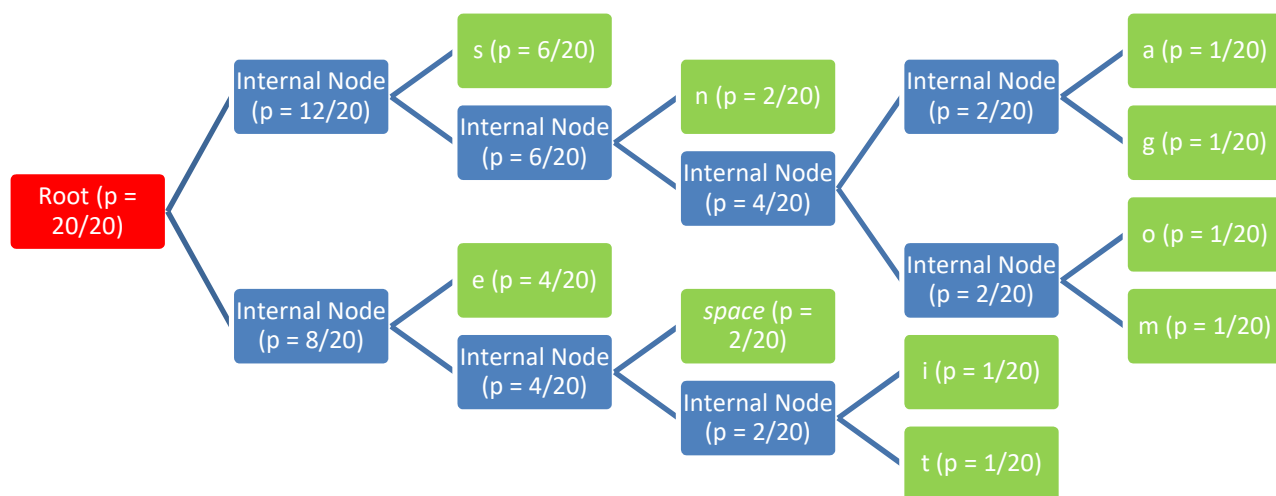 Root (p =
20/20)
Internal Node
(p = 12/20)
Internal Node
(p = 8/20)
s (p = 6/20)
Internal Node
(p = 6/20)
e (p = 4/20)
Internal Node
(p = 4/20)
n (p = 2/20)
Internal Node
(p = 4/20)
space (p =
2/20)
Internal Node
(p = 2/20)
Internal Node
(p = 2/20)
Internal Node
(p = 2/20)
i (p = 1/20)
t (p = 1/20)
a (p = 1/20)
g (p = 1/20)
o (p = 1/20)
m (p = 1/20)